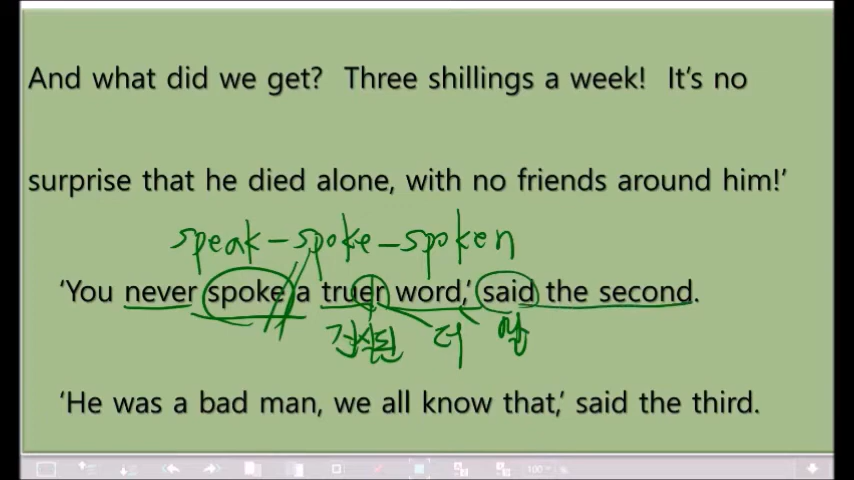 And what did we get? Three shillings a week! It's no
surprise that he died alone, with no friends around him!'
speak - spoke - spoken
'You never spoke a truer word,' said the second.
진실된 더 말
'He was a bad man, we all know that,' said the third.
100 %